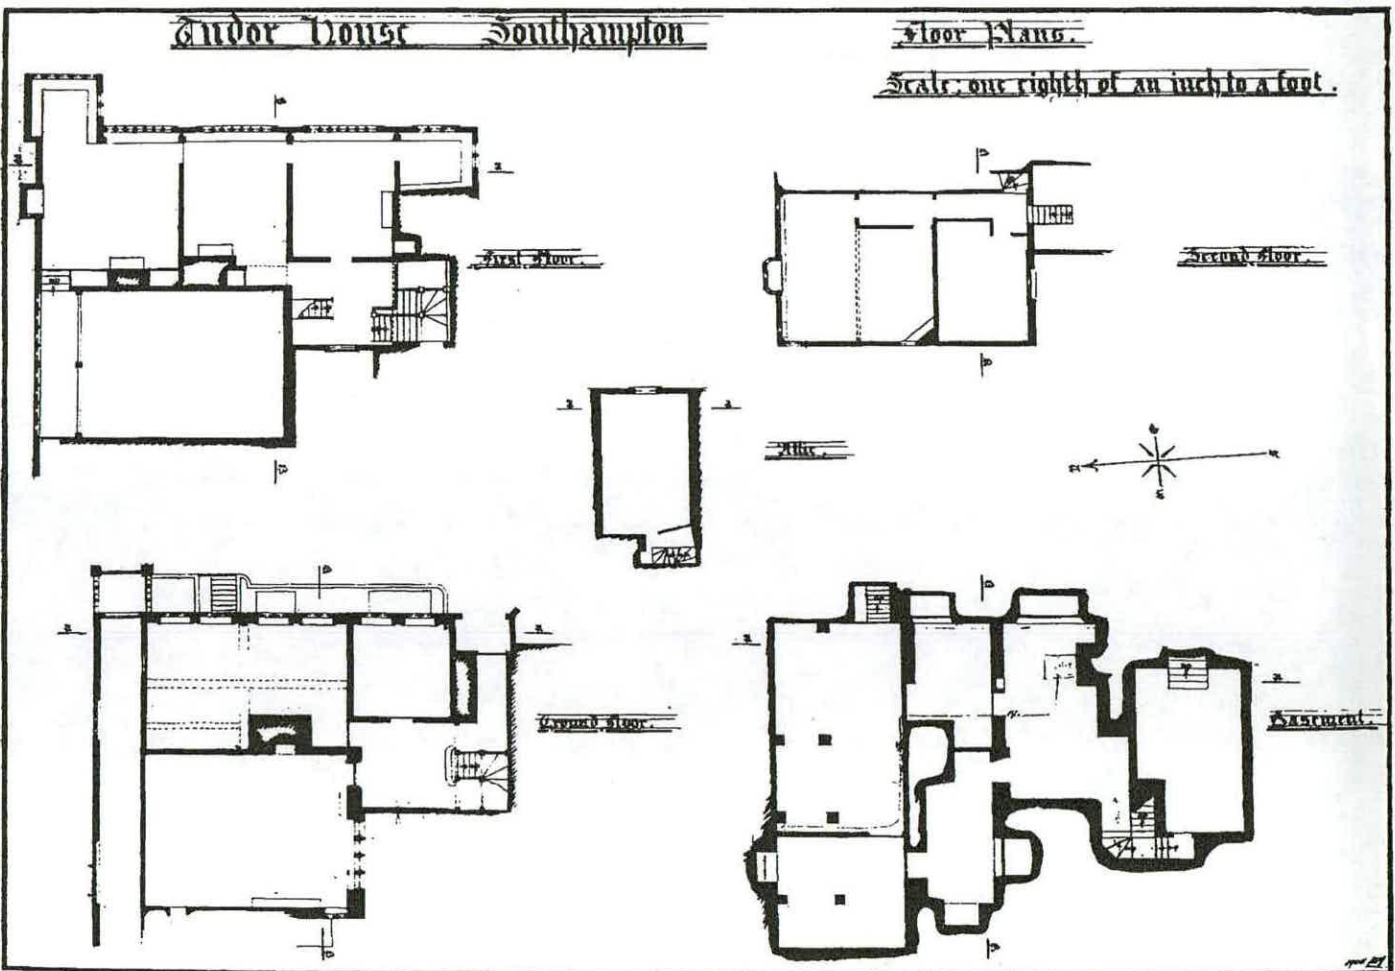 Tudor House Southampton
Floor Plans.
Scale: one eighth of an inch to a foot.
First Floor.
Second Floor.
Attic.
Ground Floor.
Basement.